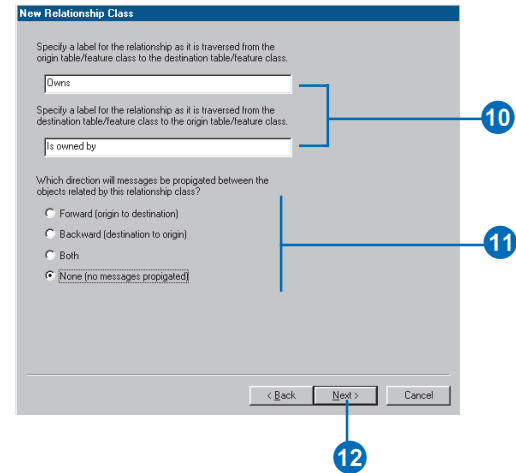 New Relationship Class
Specify a label for the relationship as it is traversed from the
origin table/feature class to the destination table/feature class.
Owns
Specify a label for the relationship as it is traversed from the
destination table/feature class to the origin table/feature class.
10
Is owned by
Which direction will messages be propigated between the
objects related by this relationship class?
Forward (origin to destination)
Backward (destination to origin)
11
Both
None (no messages propigated)
< Back
Next >
Cancel
12